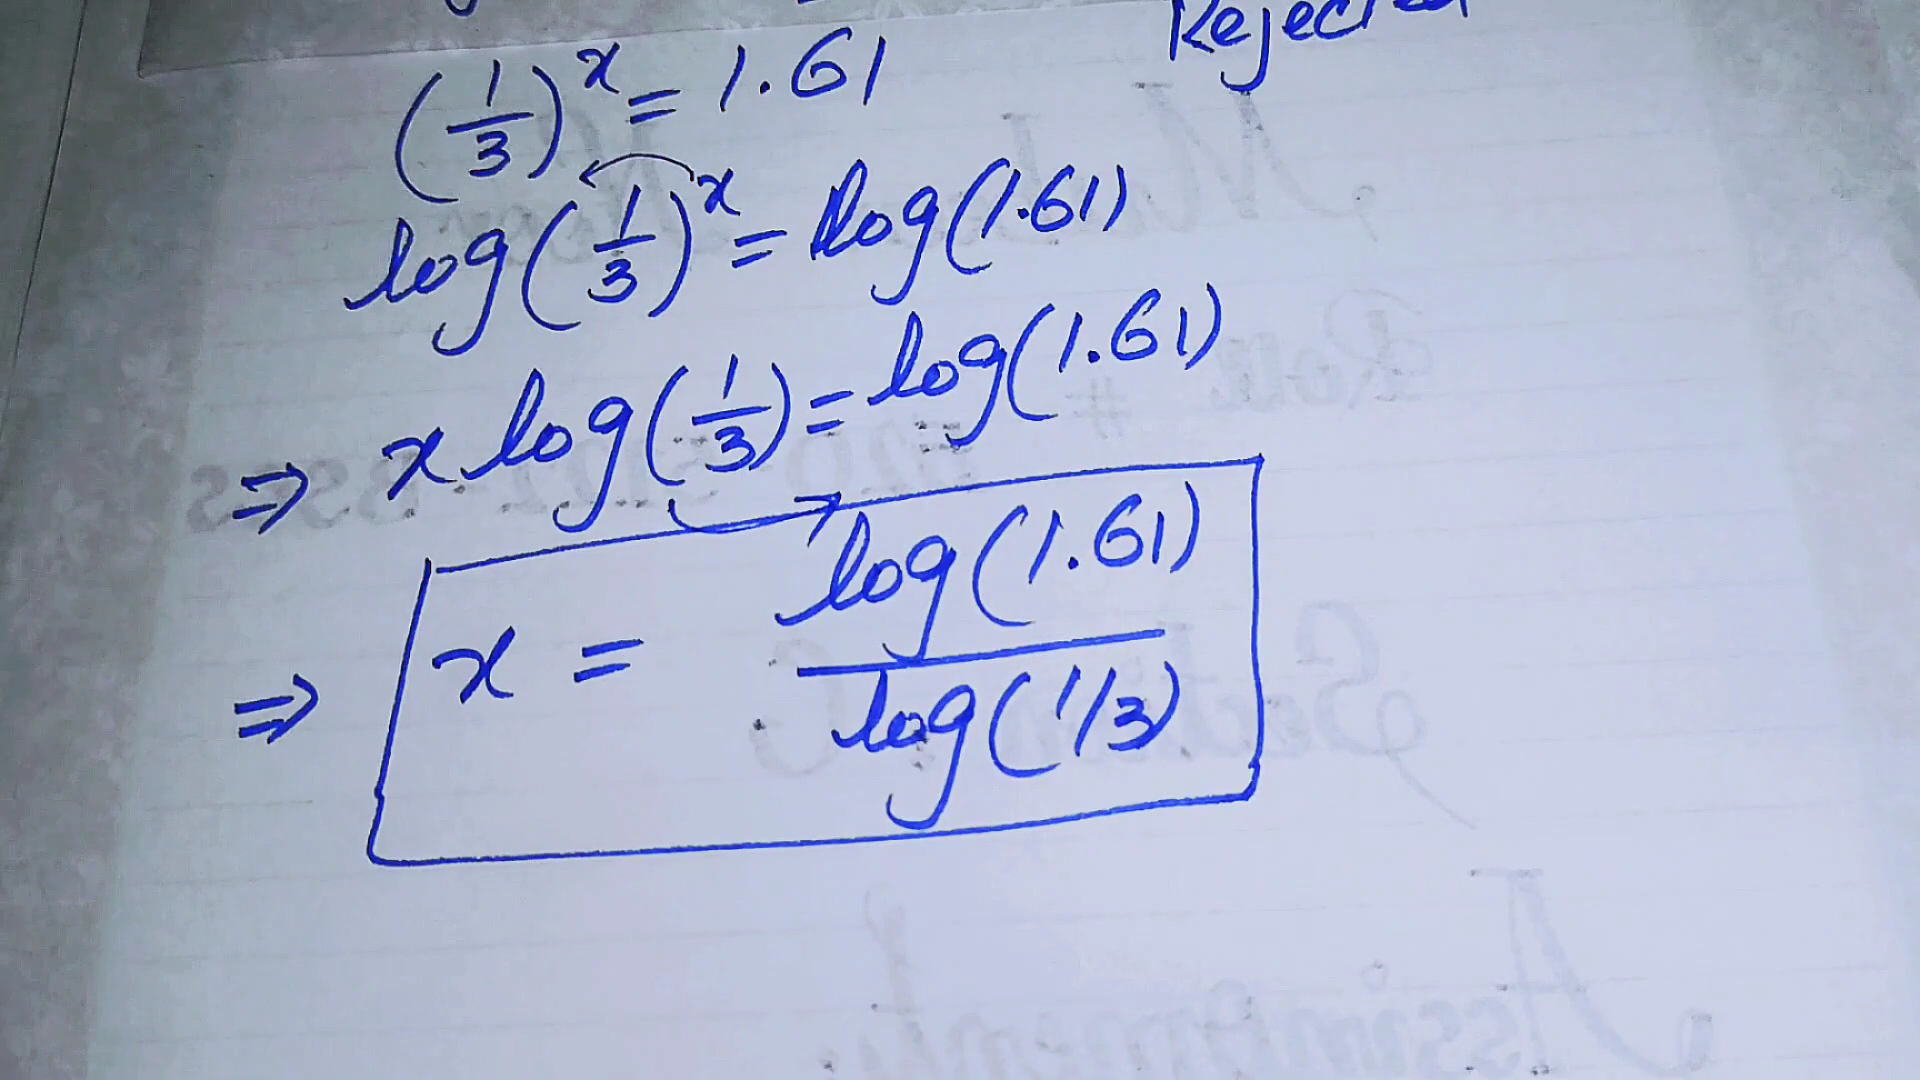 Rejected
(1/3)^x = 1.61
log(1/3)^x = log(1.61)
⇒ x log(1/3) = log(1.61)
⇒ x = log(1.61) / log(1/3)